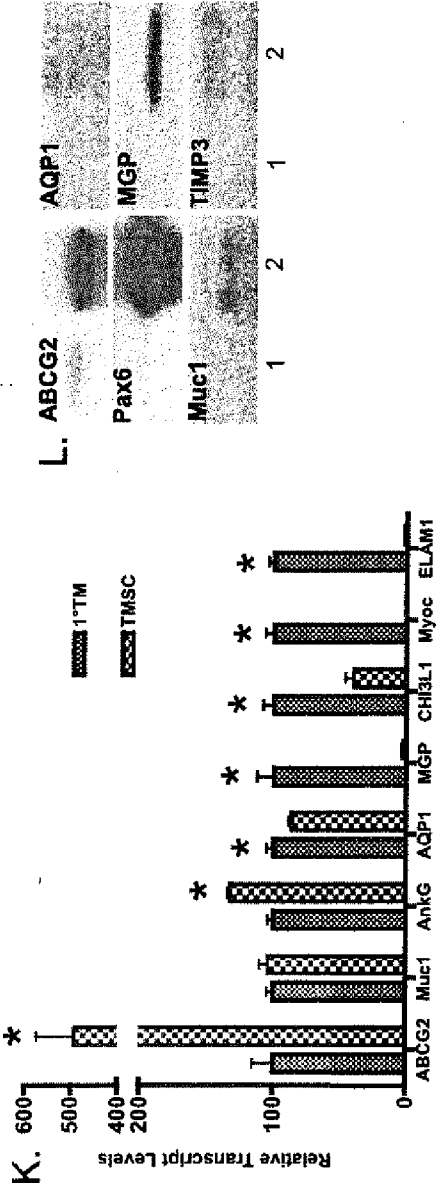 K.
Relative Transcript Levels
600
500
400
200
100
0
1°TM
TMSC
*
*
*
*
*
*
*
ABCG2
Muc1
AnkG
AQP1
MGP
CHI3L1
Myoc
ELAM1
L.
ABCG2
AQP1
Pax6
MGP
Muc1
TIMP3
1
2
1
2